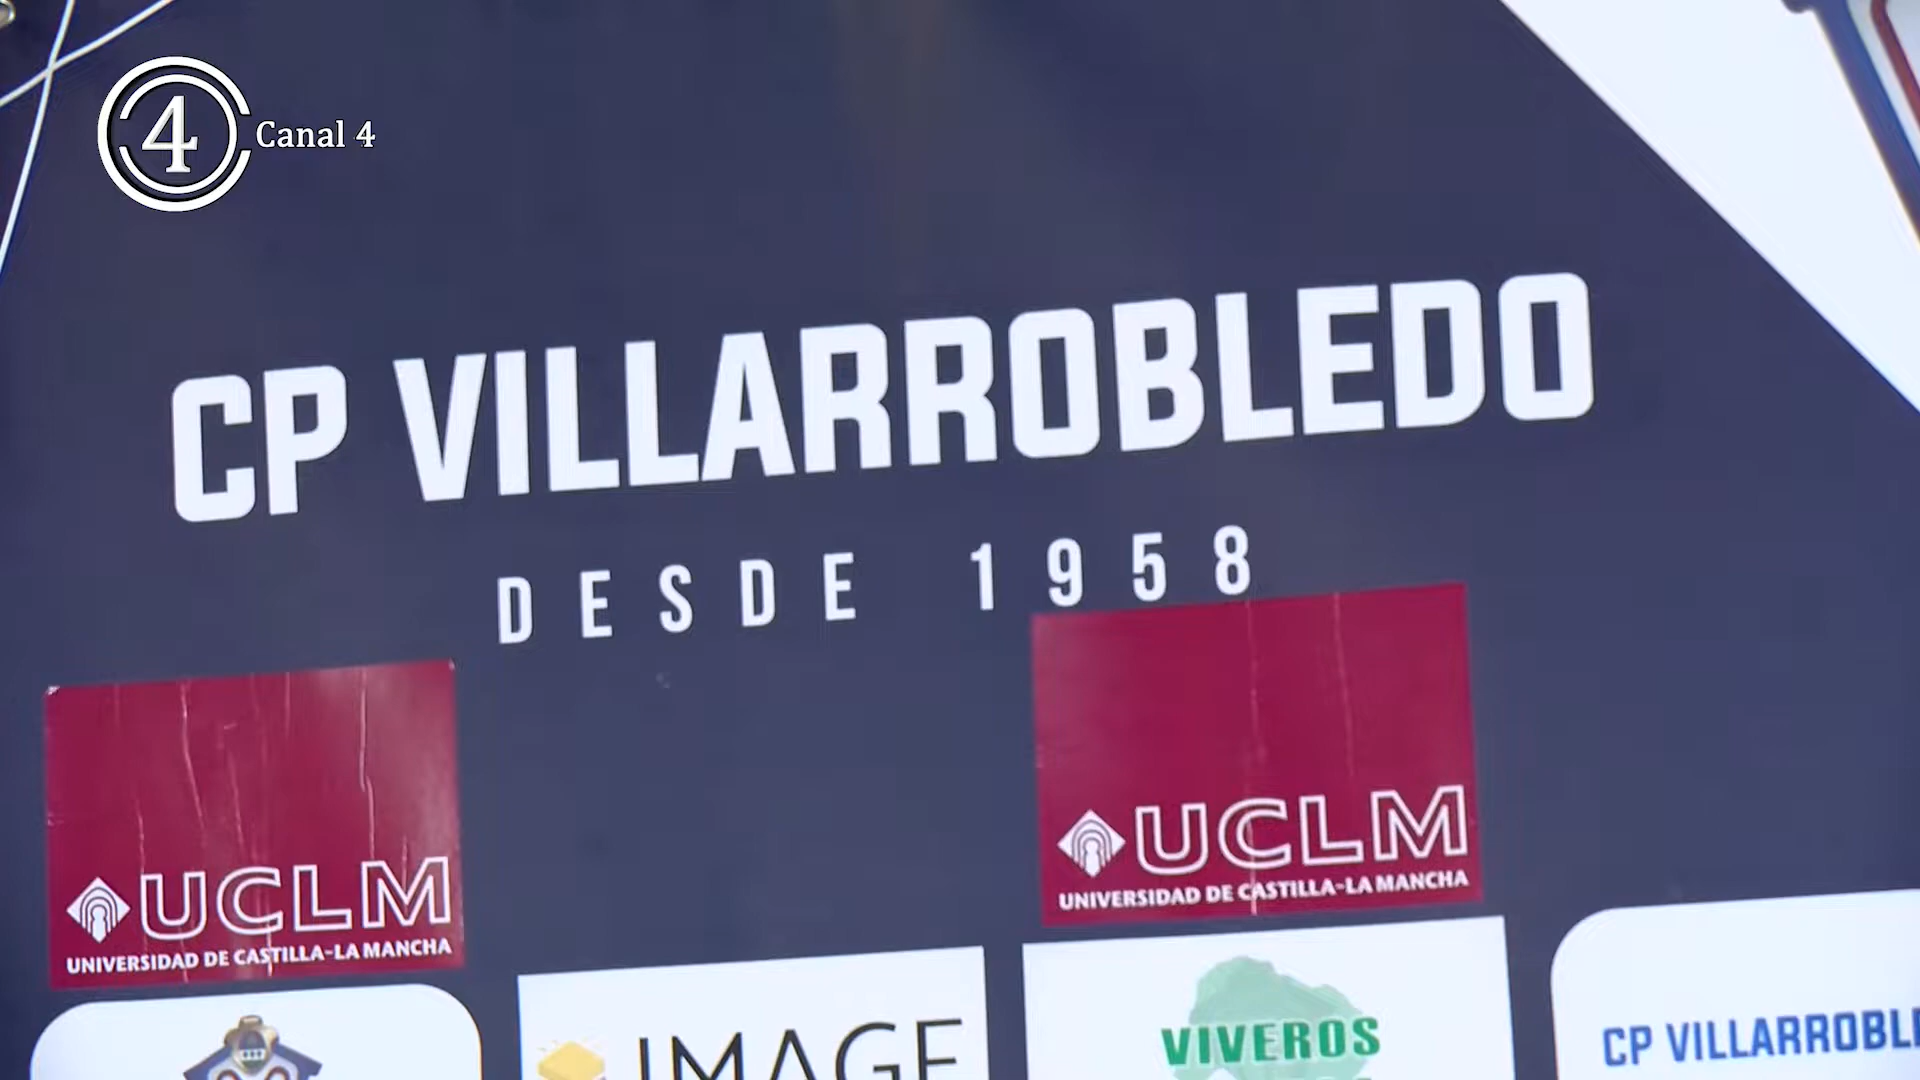 4
Canal 4
CP VILLARROBLEDO
DESDE 1958
UCLM
UNIVERSIDAD DE CASTILLA-LA MANCHA
UCLM
UNIVERSIDAD DE CASTILLA-LA MANCHA
IMAGE
VIVEROS
CP VILLARROBLE